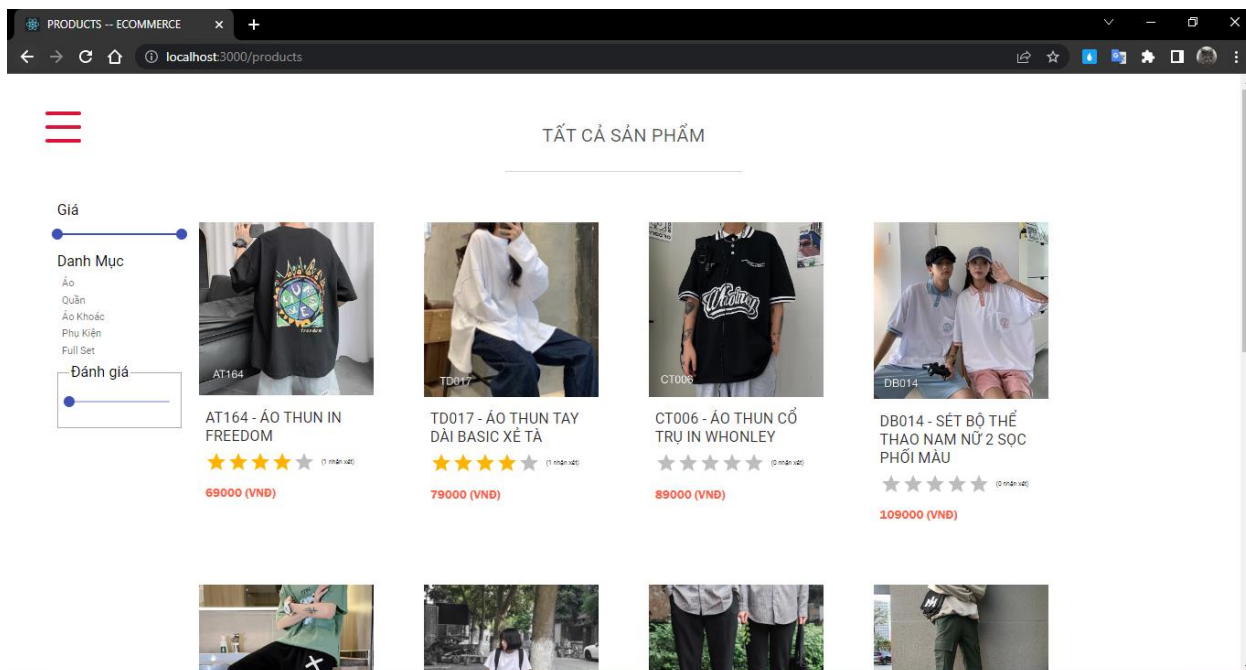 PRODUCTS -- ECOMMERCE
localhost:3000/products
TẤT CẢ SẢN PHẨM
Giá
Danh Mục
Áo
Quần
Áo Khoác
Phụ Kiện
Full Set
Đánh giá
AT164
AT164 - ÁO THUN IN
FREEDOM
(1 nhận xét)
69000 (VNĐ)
TD017
TD017 - ÁO THUN TAY
DÀI BASIC XẺ TÀ
(1 nhận xét)
79000 (VNĐ)
Whonley
CT006
CT006 - ÁO THUN CỔ
TRỤ IN WHONLEY
(0 nhận xét)
89000 (VNĐ)
DB014
DB014 - SÉT BỘ THỂ
THAO NAM NỮ 2 SỌC
PHỐI MÀU
(0 nhận xét)
109000 (VNĐ)